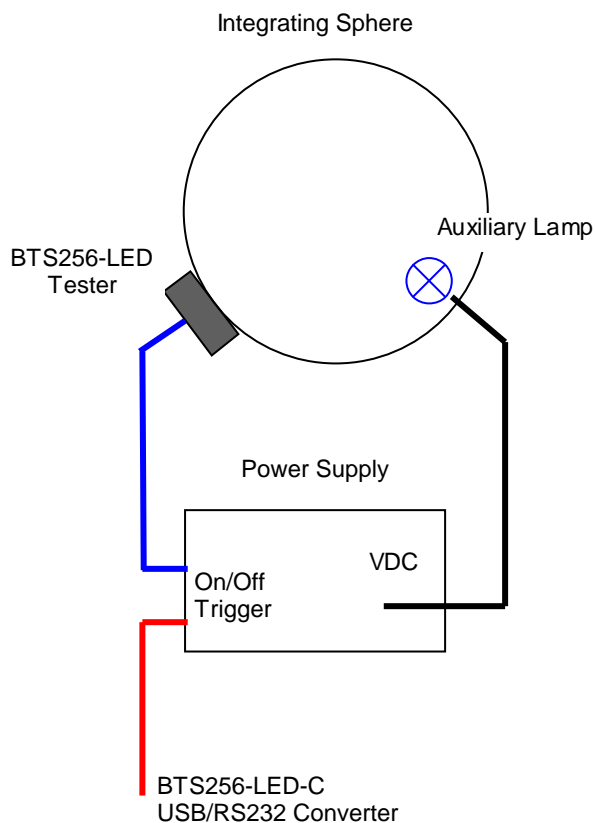 Integrating Sphere
Auxiliary Lamp
BTS256-LED
Tester
Power Supply
VDC
On/Off
Trigger
BTS256-LED-C
USB/RS232 Converter